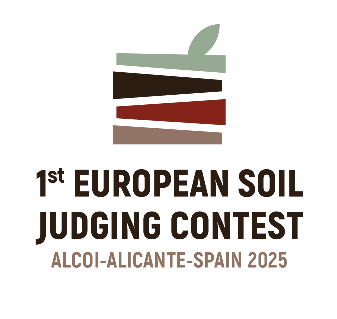 1st EUROPEAN SOIL
JUDGING CONTEST
ALCOI-ALICANTE-SPAIN 2025